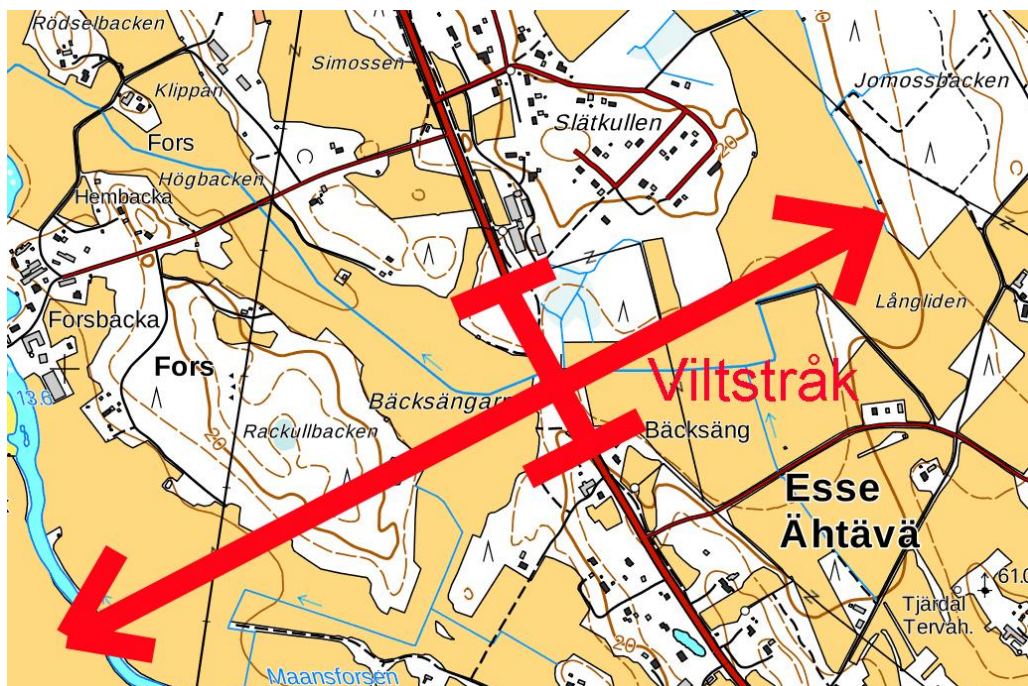 Rödselbacken
Simossen
Jomossbacken
Klippan
Slätkullen
Fors
20
Högbacken
Hembacka
Långliden
Forsbacka
Fors
13.6
Viltstråk
Bäcksängar
Rackullbacken
Bäcksäng
20
Esse
Ähtävä
61.0
Tjärdal
Tervah.
20
Maansforsen